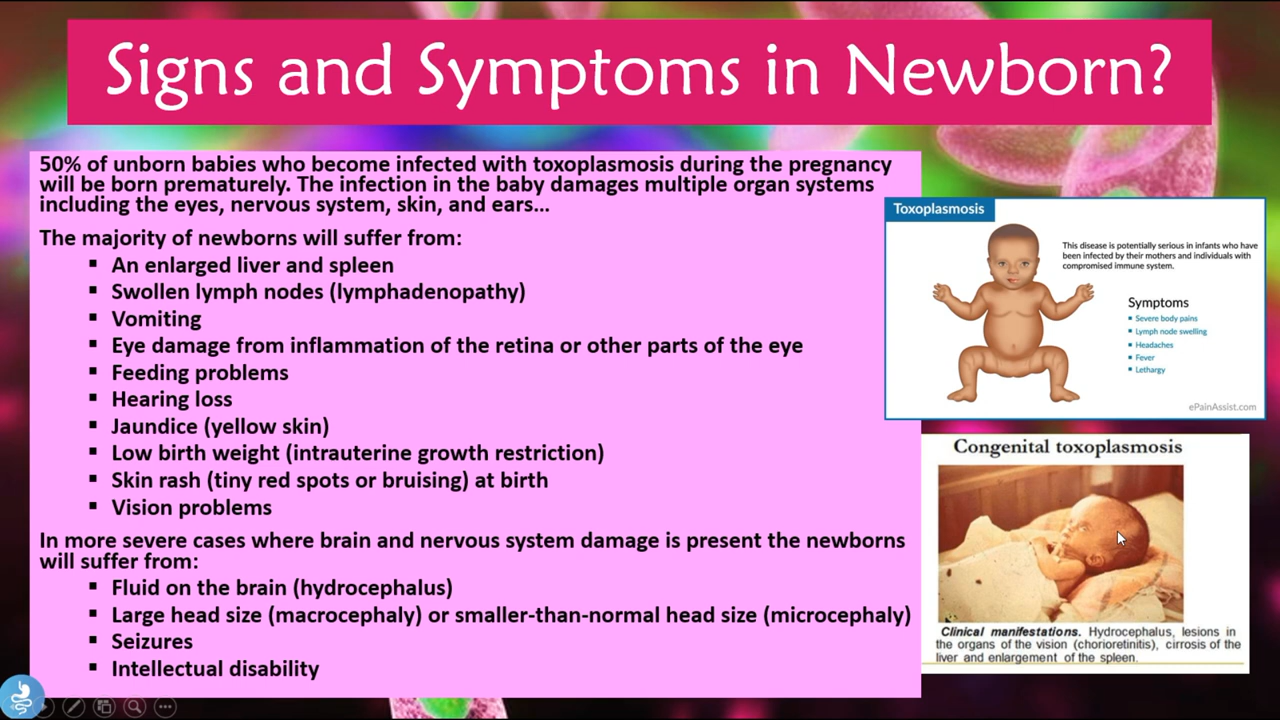 Signs and Symptoms in Newborn?
50% of unborn babies who become infected with toxoplasmosis during the pregnancy
will be born prematurely. The infection in the baby damages multiple organ systems
including the eyes, nervous system, skin, and ears...
The majority of newborns will suffer from:
▪ An enlarged liver and spleen
▪ Swollen lymph nodes (lymphadenopathy)
▪ Vomiting
▪ Eye damage from inflammation of the retina or other parts of the eye
▪ Feeding problems
▪ Hearing loss
▪ Jaundice (yellow skin)
▪ Low birth weight (intrauterine growth restriction)
▪ Skin rash (tiny red spots or bruising) at birth
▪ Vision problems
In more severe cases where brain and nervous system damage is present the newborns
will suffer from:
▪ Fluid on the brain (hydrocephalus)
▪ Large head size (macrocephaly) or smaller-than-normal head size (microcephaly)
▪ Seizures
▪ Intellectual disability
Toxoplasmosis
This disease is potentially serious in infants who have
been infected by their mothers and individuals with
compromised immune system.
Symptoms
▪ Severe body pains
▪ Lymph node swelling
▪ Headaches
▪ Fever
▪ Lethargy
ePainAssist.com
Congenital toxoplasmosis
Clinical manifestations. Hydrocephalus, lesions in
the organs of the vision (chorioretinitis), cirrosis of the
liver and enlargement of the spleen.